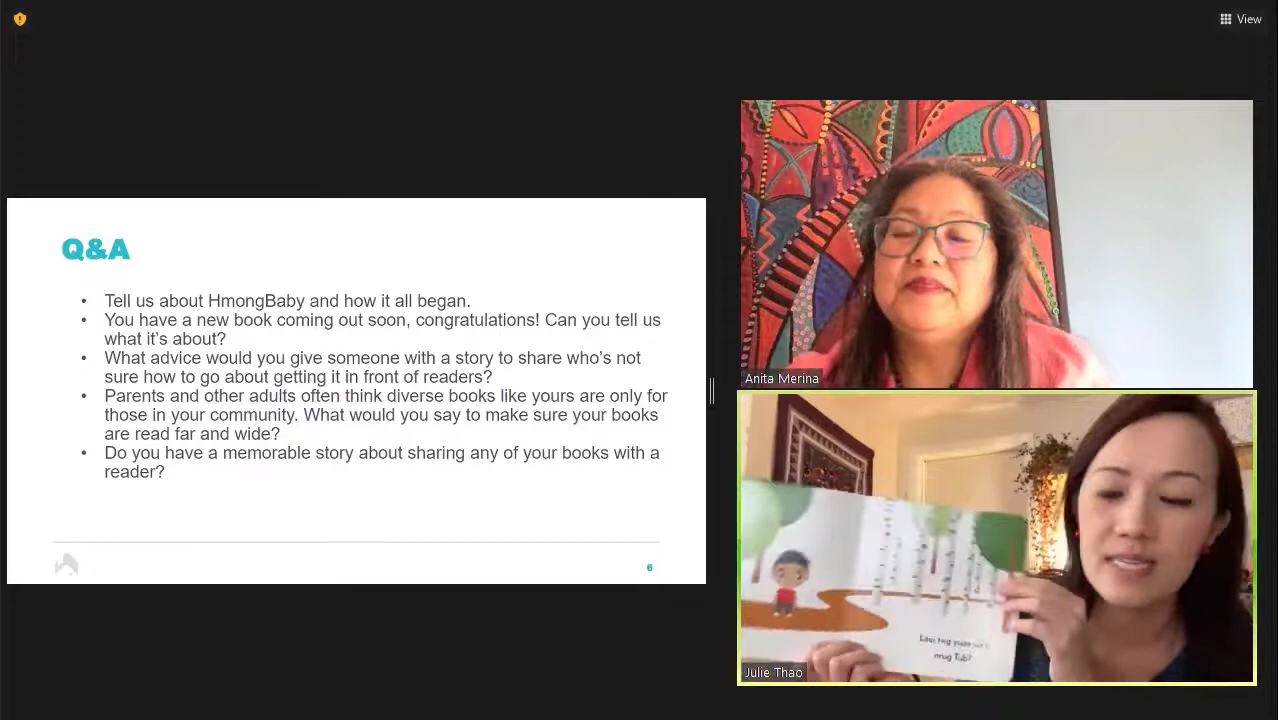 View
Q&A
• Tell us about HmongBaby and how it all began.
• You have a new book coming out soon, congratulations! Can you tell us
what it's about?
• What advice would you give someone with a story to share who's not
sure how to go about getting it in front of readers?
• Parents and other adults often think diverse books like yours are only for
those in your community. What would you say to make sure your books
are read far and wide?
• Do you have a memorable story about sharing any of your books with a
reader?
6
Anita Merina
twg
Tub?
Julie Thao